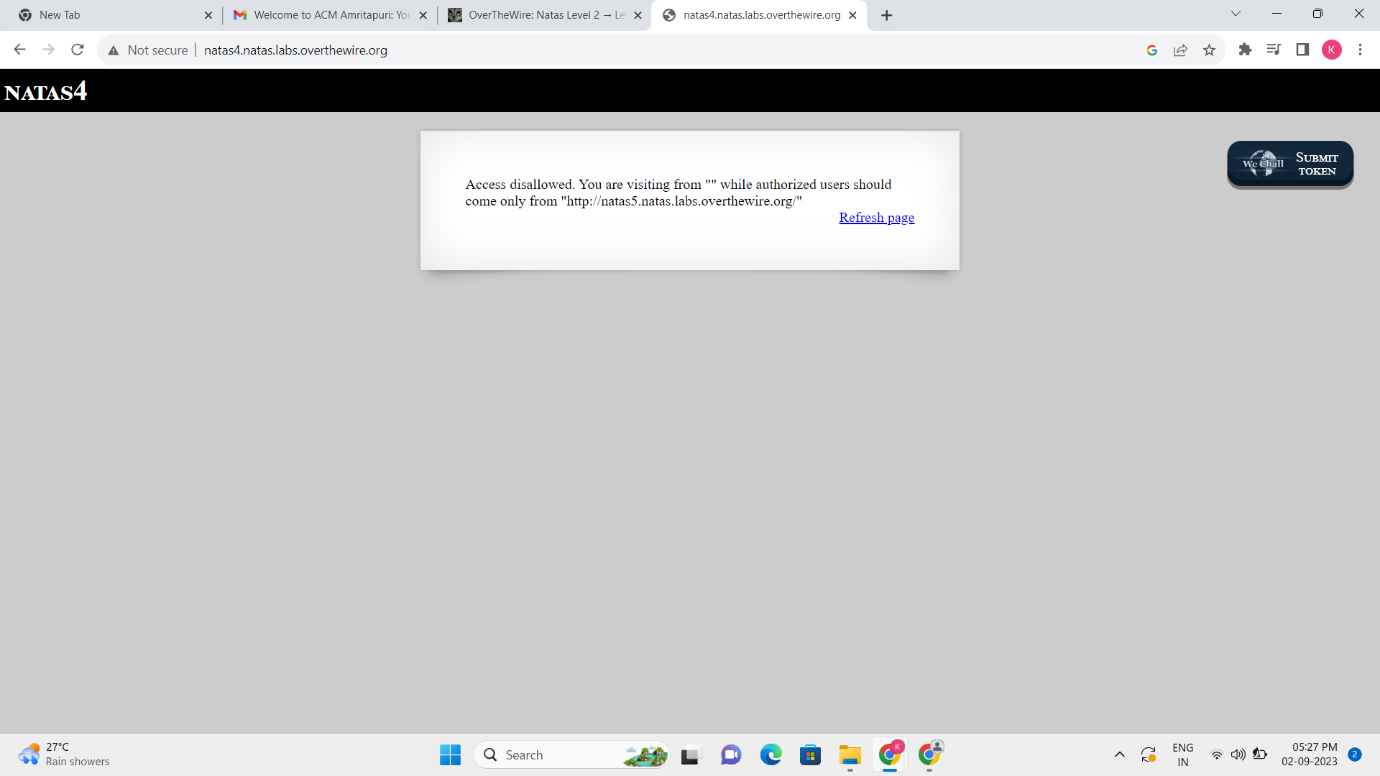 New Tab
Welcome to ACM Amritapuri: You
OverTheWire: Natas Level 2 → Le
natas4.natas.labs.overthewire.org
Not secure
natas4.natas.labs.overthewire.org
K
NATAS4
We Chall
SUBMIT
TOKEN
Access disallowed. You are visiting from "" while authorized users should
come only from "http://natas5.natas.labs.overthewire.org/"
Refresh page
27°C
Rain showers
Search
K
ENG
IN
05:27 PM
02-09-2023
2